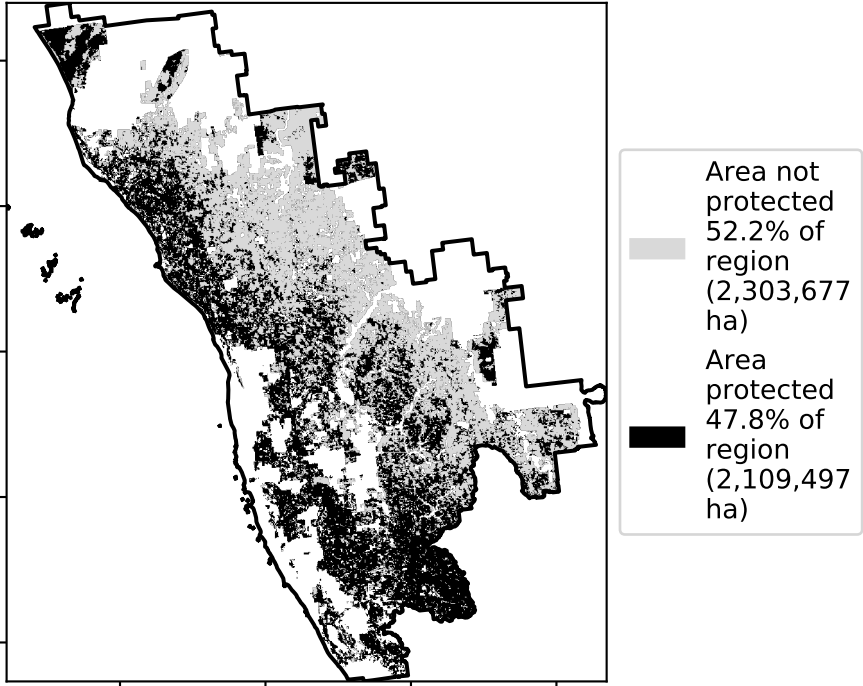 Area not
protected
52.2% of
region
(2,303,677
ha)
Area
protected
47.8% of
region
(2,109,497
ha)